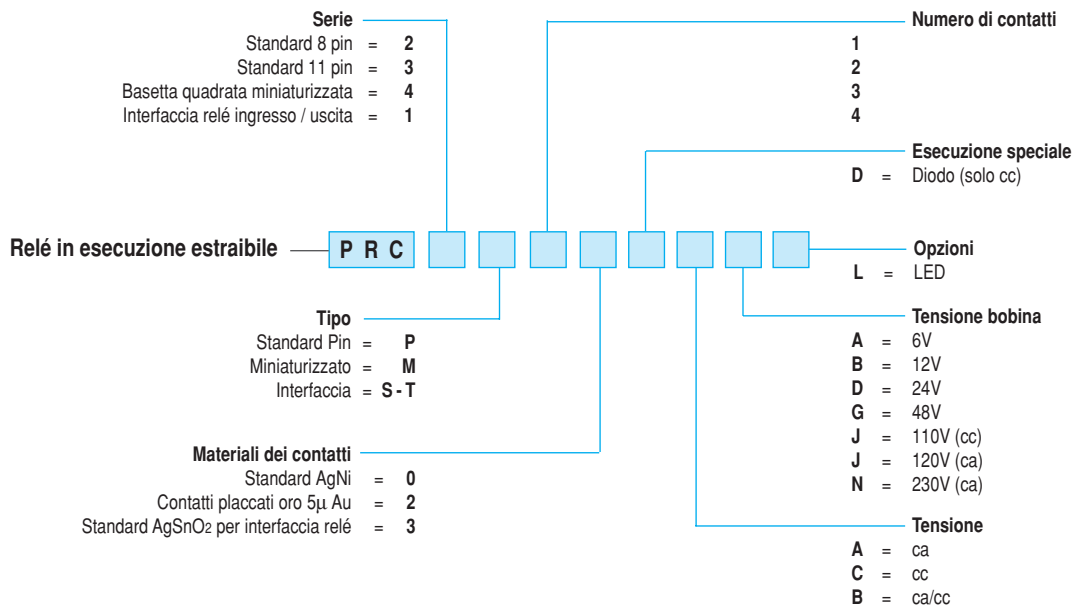 Serie
Standard 8 pin = 2
Standard 11 pin = 3
Basetta quadrata miniaturizzata = 4
Interfaccia relé ingresso / uscita = 1
Numero di contatti
1
2
3
4
Esecuzione speciale
D = Diodo (solo cc)
Relé in esecuzione estraibile
P R C
Opzioni
L = LED
Tipo
Standard Pin = P
Miniaturizzato = M
Interfaccia = S - T
Tensione bobina
A = 6V
B = 12V
D = 24V
G = 48V
J = 110V (cc)
J = 120V (ca)
N = 230V (ca)
Materiali dei contatti
Standard AgNi = 0
Contatti placcati oro 5µ Au = 2
Standard AgSnO2 per interfaccia relé = 3
Tensione
A = ca
C = cc
B = ca/cc